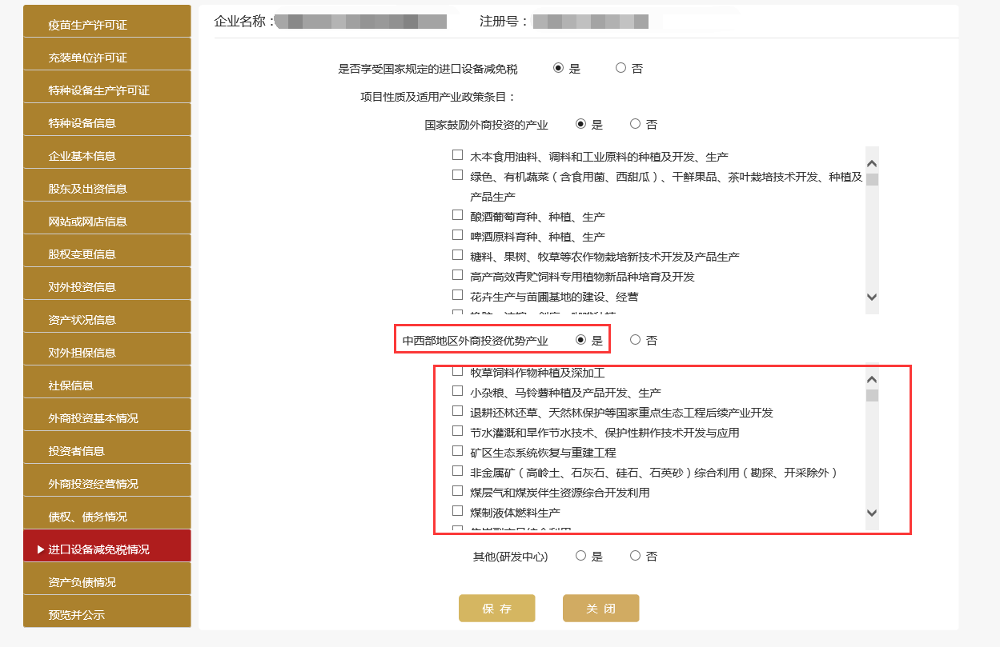 疫苗生产许可证
充装单位许可证
特种设备生产许可证
特种设备信息
企业基本信息
股东及出资信息
网站或网店信息
股权变更信息
对外投资信息
资产状况信息
对外担保信息
社保信息
外商投资基本情况
投资者信息
外商投资经营情况
债权、债务情况
进口设备减免税情况
资产负债情况
预览并公示
企业名称： 注册号：
是否享受国家规定的进口设备减免税 是 否
项目性质及适用产业政策条目：
国家鼓励外商投资的产业 是 否
木本食用油料、调料和工业原料的种植及开发、生产
绿色、有机蔬菜（含食用菌、西甜瓜）、干鲜果品、茶叶栽培技术开发、种植及
产品生产
酿酒葡萄育种、种植、生产
啤酒原料育种、种植、生产
糖料、果树、牧草等农作物栽培新技术开发及产品生产
高产高效青贮饲料专用植物新品种培育及开发
花卉生产与苗圃基地的建设、经营
中西部地区外商投资优势产业 是 否
牧草饲料作物种植及深加工
小杂粮、马铃薯种植及产品开发、生产
退耕还林还草、天然林保护等国家重点生态工程后续产业开发
节水灌溉和旱作节水技术、保护性耕作技术开发与应用
矿区生态系统恢复与重建工程
非金属矿（高岭土、石灰石、硅石、石英砂）综合利用（勘探、开采除外）
煤层气和煤炭伴生资源综合开发利用
煤制液体燃料生产
其他(研发中心) 是 否
保 存 关 闭